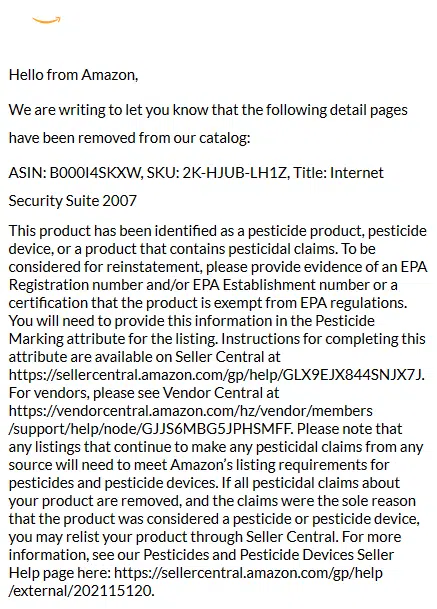 Hello from Amazon,
We are writing to let you know that the following detail pages
have been removed from our catalog:
ASIN: B000I4SKXW, SKU: 2K-HJUB-LH1Z, Title: Internet
Security Suite 2007
This product has been identified as a pesticide product, pesticide
device, or a product that contains pesticidal claims. To be
considered for reinstatement, please provide evidence of an EPA
Registration number and/or EPA Establishment number or a
certification that the product is exempt from EPA regulations.
You will need to provide this information in the Pesticide
Marking attribute for the listing. Instructions for completing this
attribute are available on Seller Central at
https://sellercentral.amazon.com/gp/help/GLX9EJX844SNJX7J.
For vendors, please see Vendor Central at
https://vendorcentral.amazon.com/hz/vendor/members
/support/help/node/GJJS6MBG5JPHSMFF. Please note that
any listings that continue to make any pesticidal claims from any
source will need to meet Amazon’s listing requirements for
pesticides and pesticide devices. If all pesticidal claims about
your product are removed, and the claims were the sole reason
that the product was considered a pesticide or pesticide device,
you may relist your product through Seller Central. For more
information, see our Pesticides and Pesticide Devices Seller
Help page here: https://sellercentral.amazon.com/gp/help
/external/202115120.